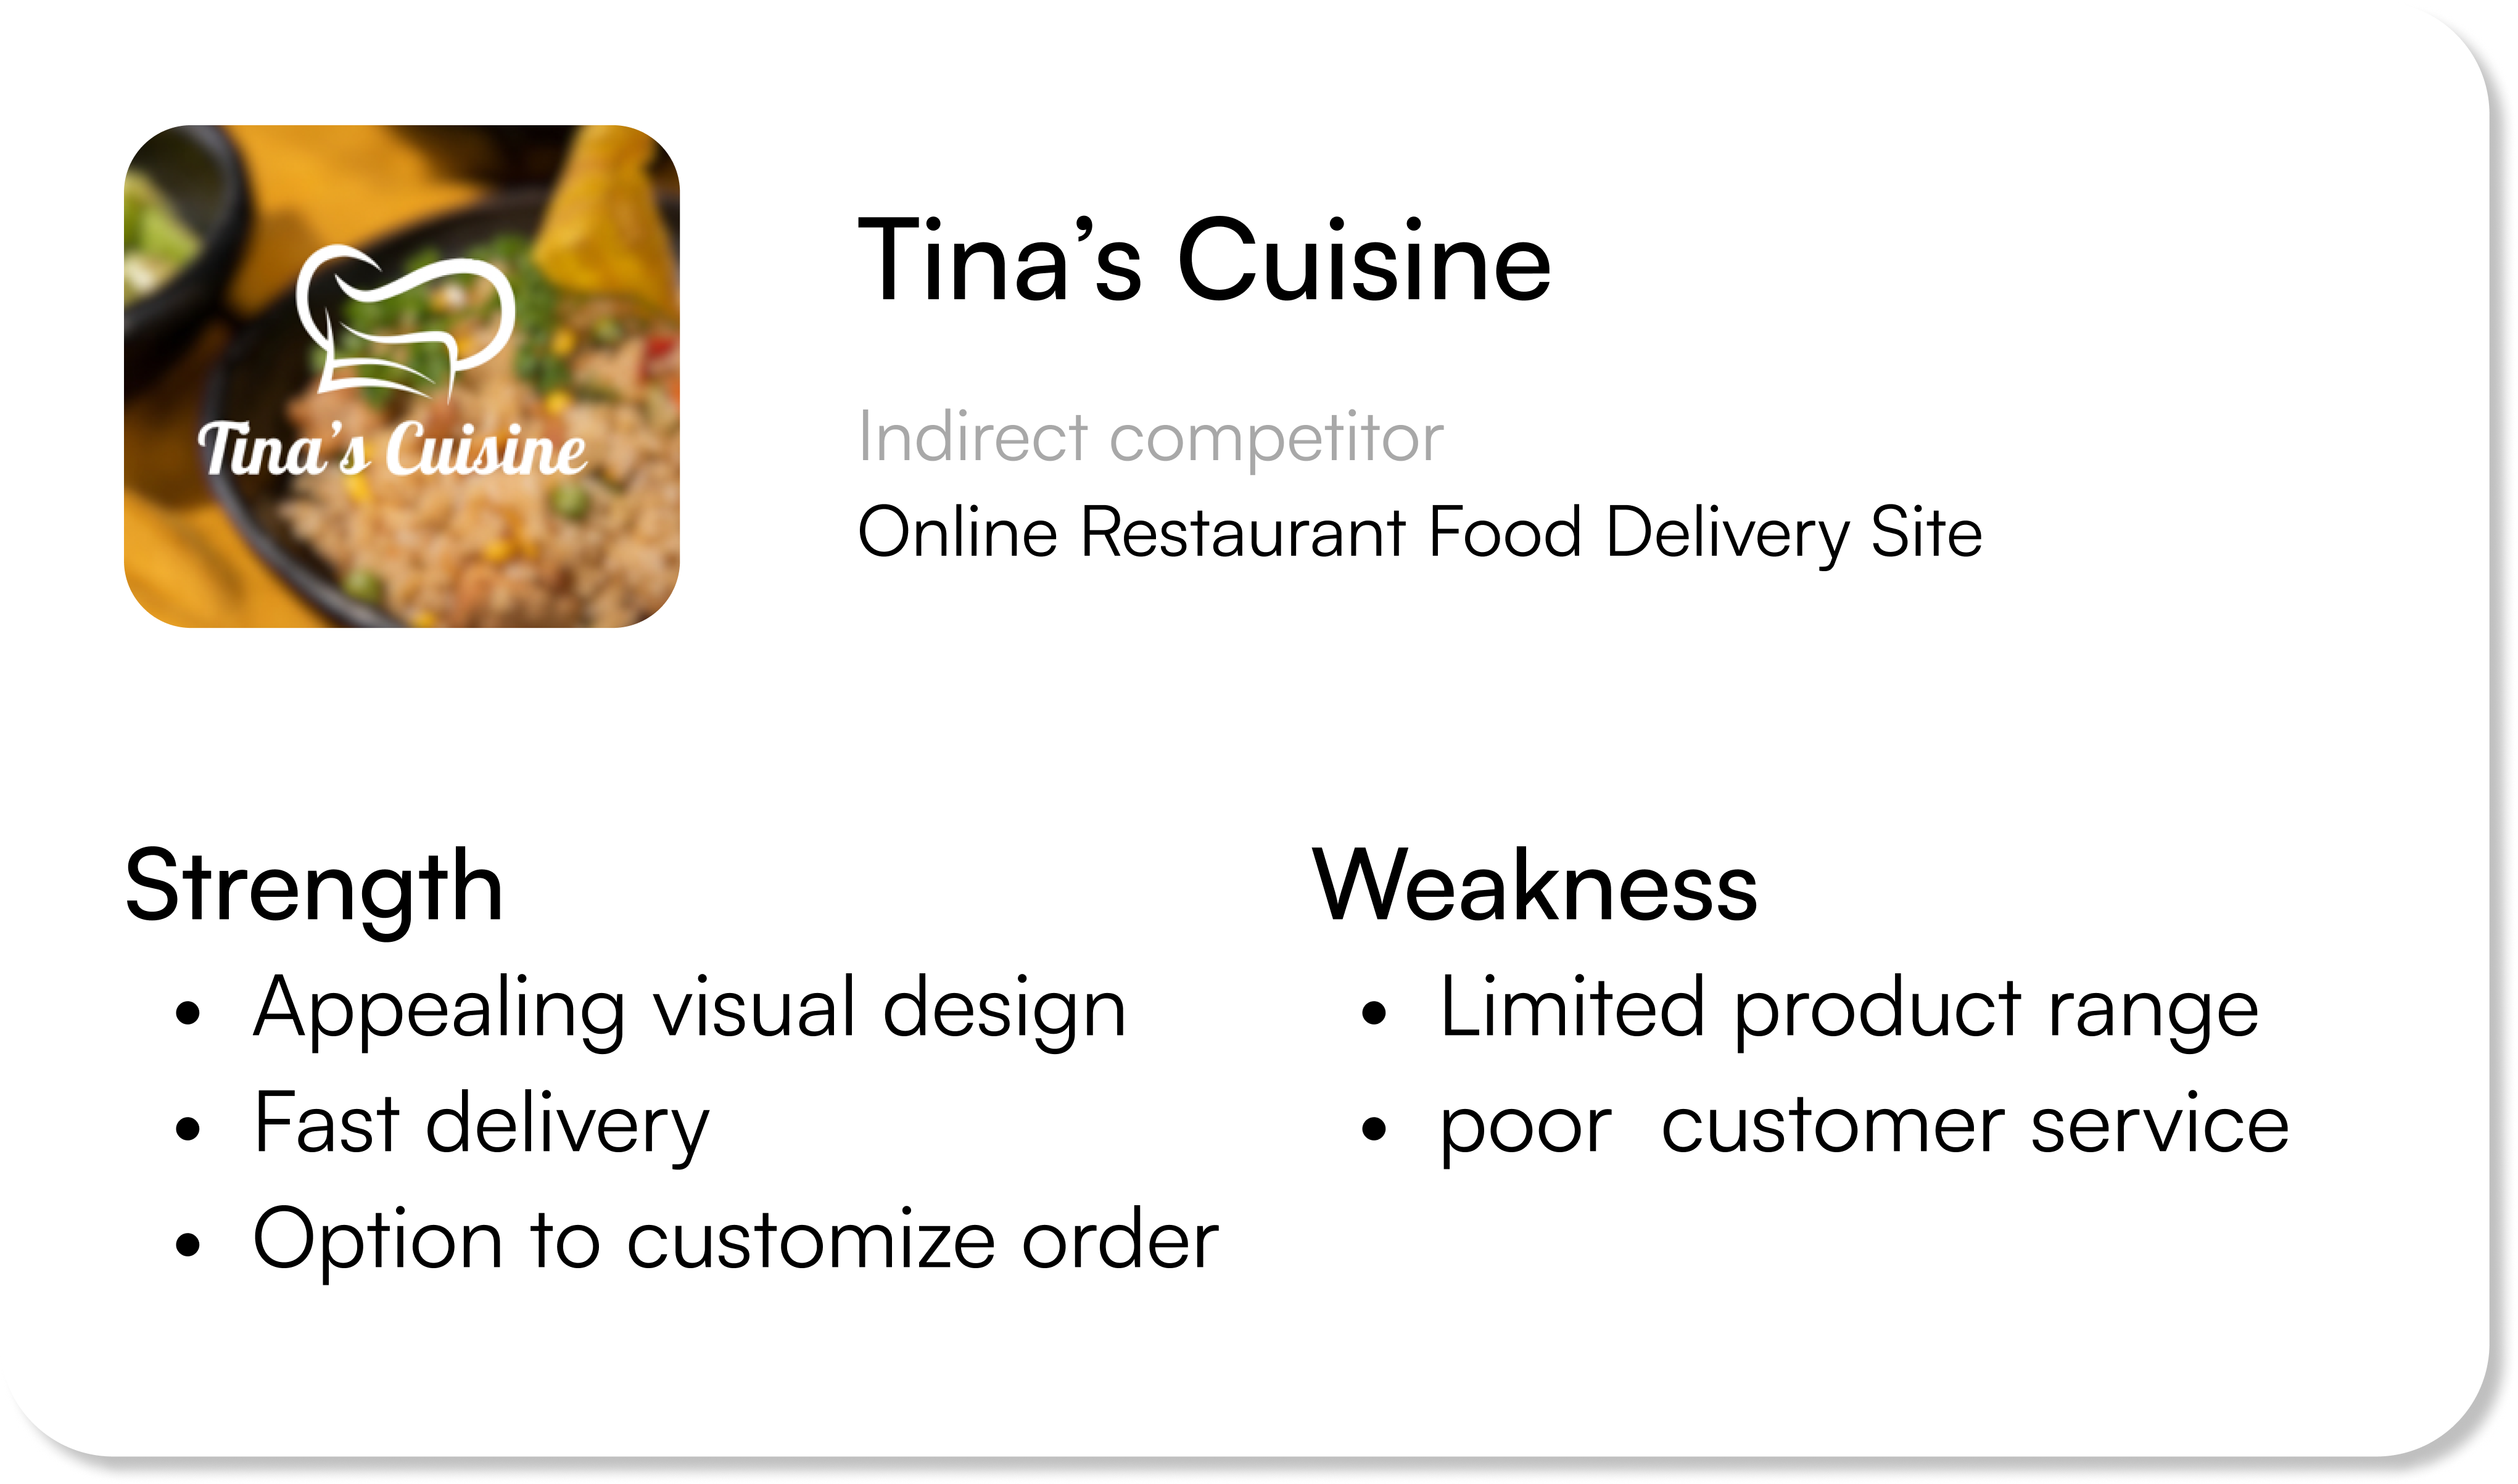 Tina’s Cuisine
Tina’s Cuisine
Indirect competitor
Online Restaurant Food Delivery Site
Strength
• Appealing visual design
• Fast delivery
• Option to customize order
Weakness
• Limited product range
• poor  customer service